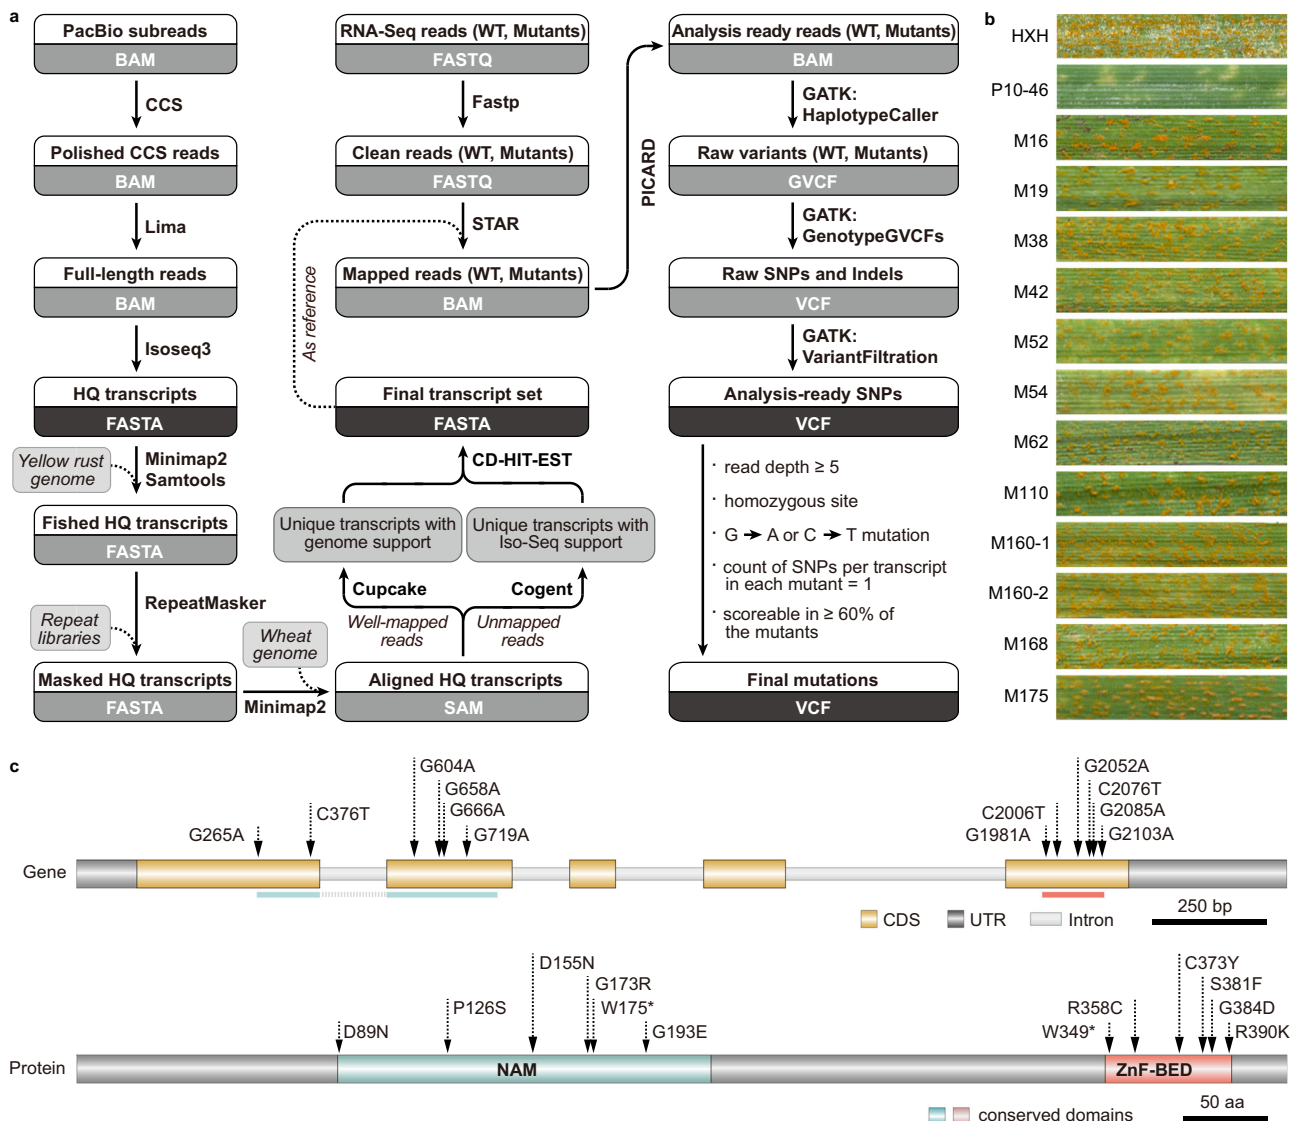 a
PacBio subreads
BAM
CCS
Polished CCS reads
BAM
Lima
Full-length reads
BAM
Isoseq3
HQ transcripts
FASTA
Yellow rust
genome
Minimap2
Samtools
Fished HQ transcripts
FASTA
RepeatMasker
Repeat
libraries
Masked HQ transcripts
FASTA
Minimap2
Wheat
genome
RNA-Seq reads (WT, Mutants)
FASTQ
Fastp
Clean reads (WT, Mutants)
FASTQ
STAR
As reference
Mapped reads (WT, Mutants)
BAM
PICARD
Final transcript set
FASTA
CD-HIT-EST
Unique transcripts with
genome support
Unique transcripts with
Iso-Seq support
Cupcake
Cogent
Well-mapped
reads
Unmapped
reads
Aligned HQ transcripts
SAM
Analysis ready reads (WT, Mutants)
BAM
GATK:
HaplotypeCaller
Raw variants (WT, Mutants)
GVCF
GATK:
GenotypeGVCFs
Raw SNPs and Indels
VCF
GATK:
VariantFiltration
Analysis-ready SNPs
VCF
· read depth ≥ 5
· homozygous site
· G → A or C → T mutation
· count of SNPs per transcript
in each mutant = 1
· scoreable in ≥ 60% of
the mutants
Final mutations
VCF
b
HXH
P10-46
M16
M19
M38
M42
M52
M54
M62
M110
M160-1
M160-2
M168
M175
c
G265A
C376T
G604A
G658A
G666A
G719A
G1981A
C2006T
G2052A
C2076T
G2085A
G2103A
Gene
CDS
UTR
Intron
250 bp
D89N
P126S
D155N
G173R
W175*
G193E
W349*
R358C
C373Y
S381F
G384D
R390K
Protein
NAM
ZnF-BED
conserved domains
50 aa